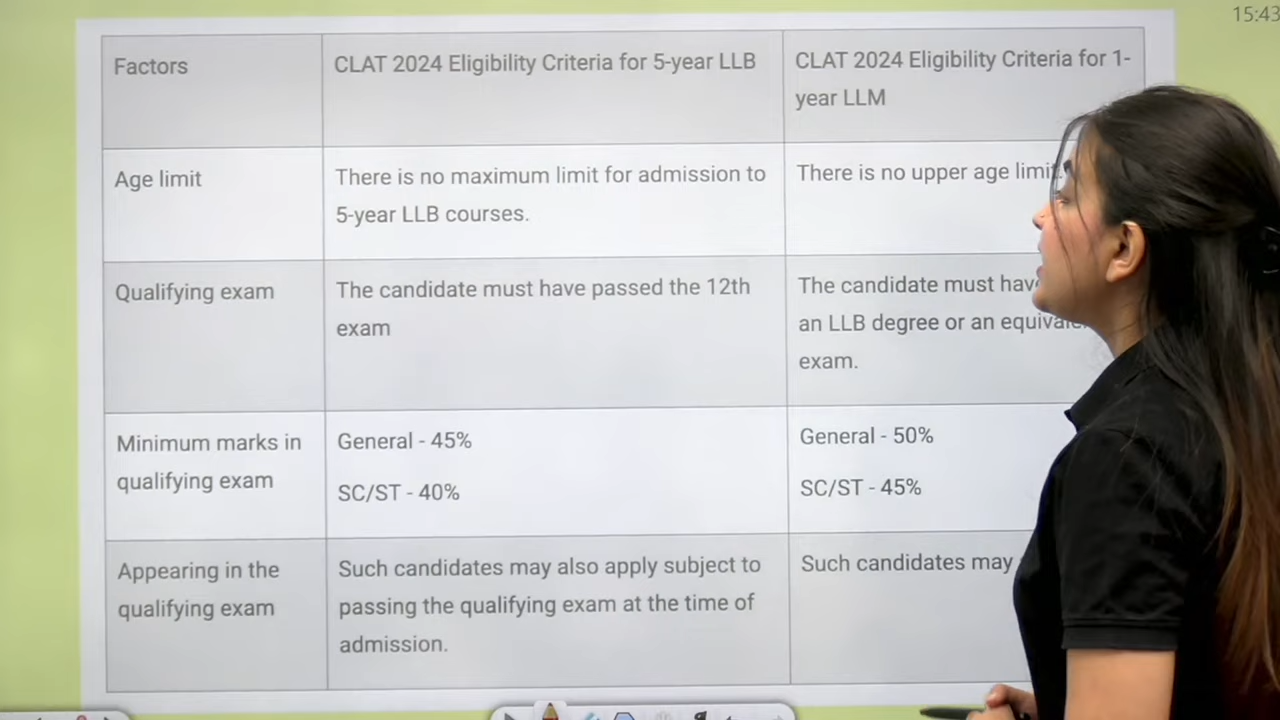 15:43
Factors
CLAT 2024 Eligibility Criteria for 5-year LLB
CLAT 2024 Eligibility Criteria for 1-
year LLM
Age limit
There is no maximum limit for admission to
5-year LLB courses.
There is no upper age limit.
Qualifying exam
The candidate must have passed the 12th
exam
The candidate must have
an LLB degree or an
exam.
Minimum marks in
qualifying exam
General - 45%
SC/ST - 40%
General - 50%
SC/ST - 45%
Appearing in the
qualifying exam
Such candidates may also apply subject to
passing the qualifying exam at the time of
admission.
Such candidates may